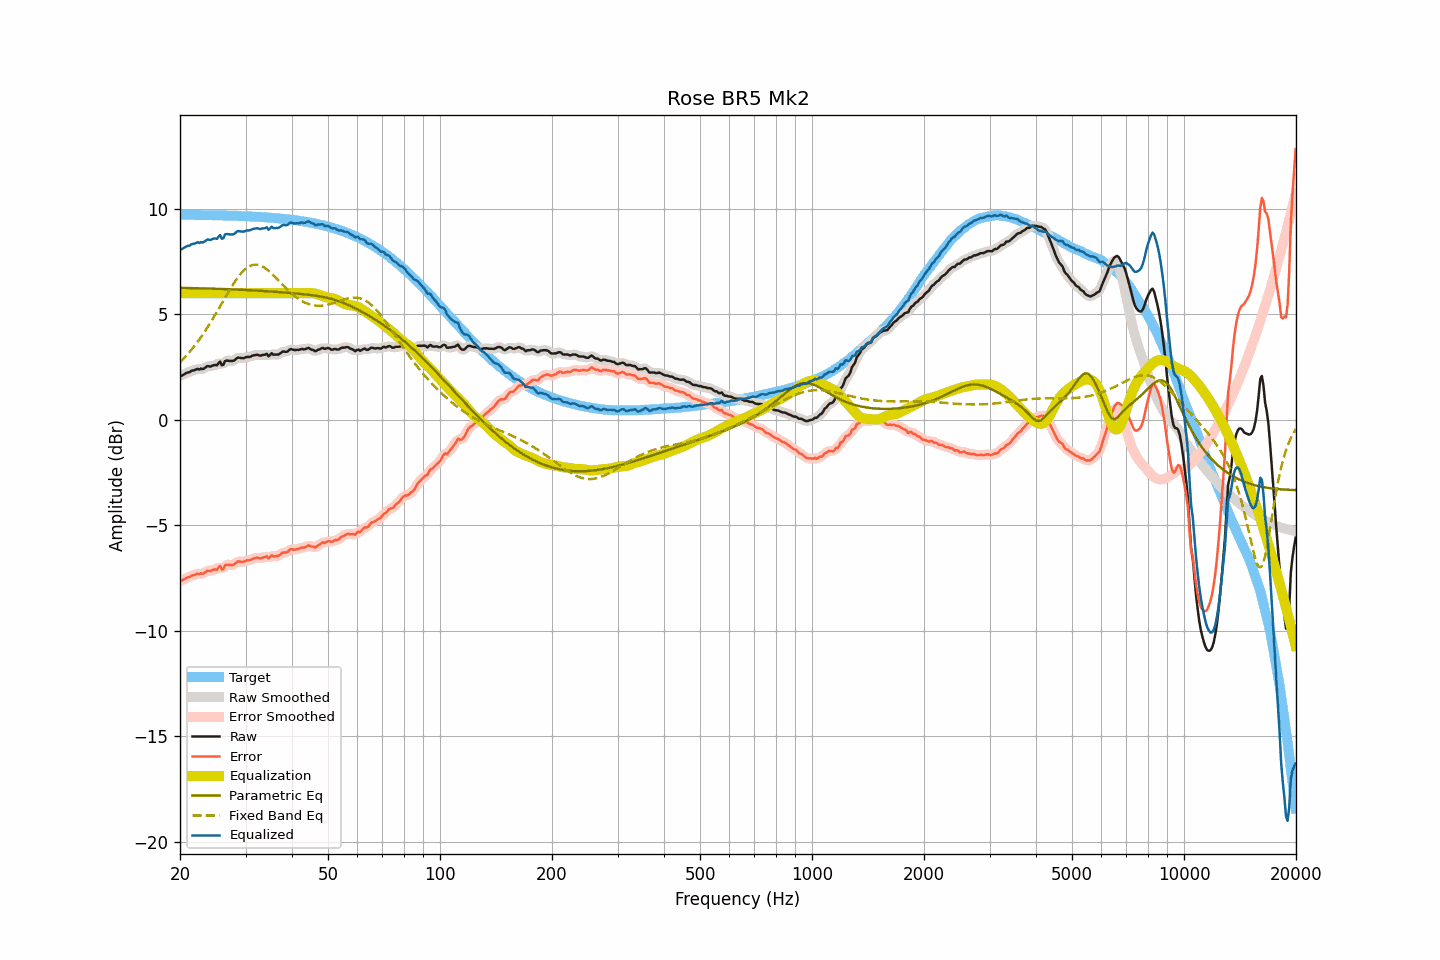 Rose BR5 Mk2
10
5
0
−5
−10
−15
−20
Amplitude (dBr)
Target
Raw Smoothed
Error Smoothed
Raw
Error
Equalization
Parametric Eq
Fixed Band Eq
Equalized
20 50 100 200 500 1000 2000 5000 10000 20000
Frequency (Hz)